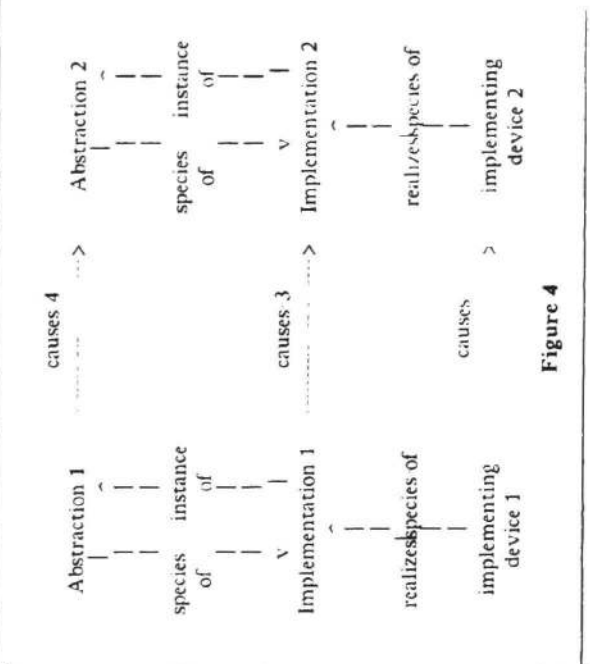 causes 4
Abstraction 1 > Abstraction 2
species of instance of species of instance of
causes 3
Implementation 1 > Implementation 2
realizes species of realizes species of
causes
implementing device 1 > implementing device 2
Figure 4